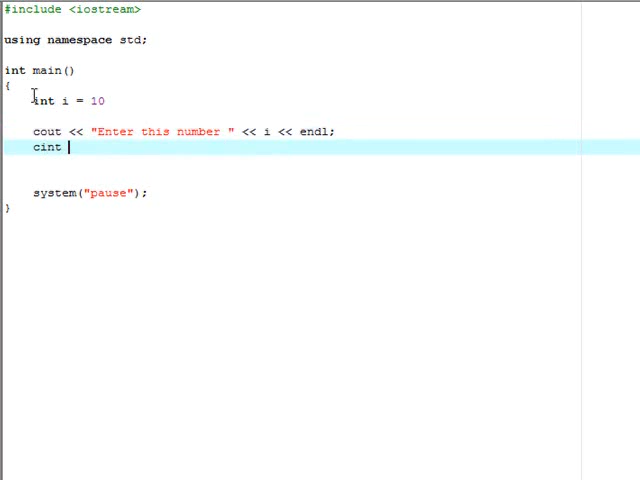 #include <iostream>
using namespace std;
int main()
{
int i = 10
cout << "Enter this number " << i << endl;
cint
system("pause");
}